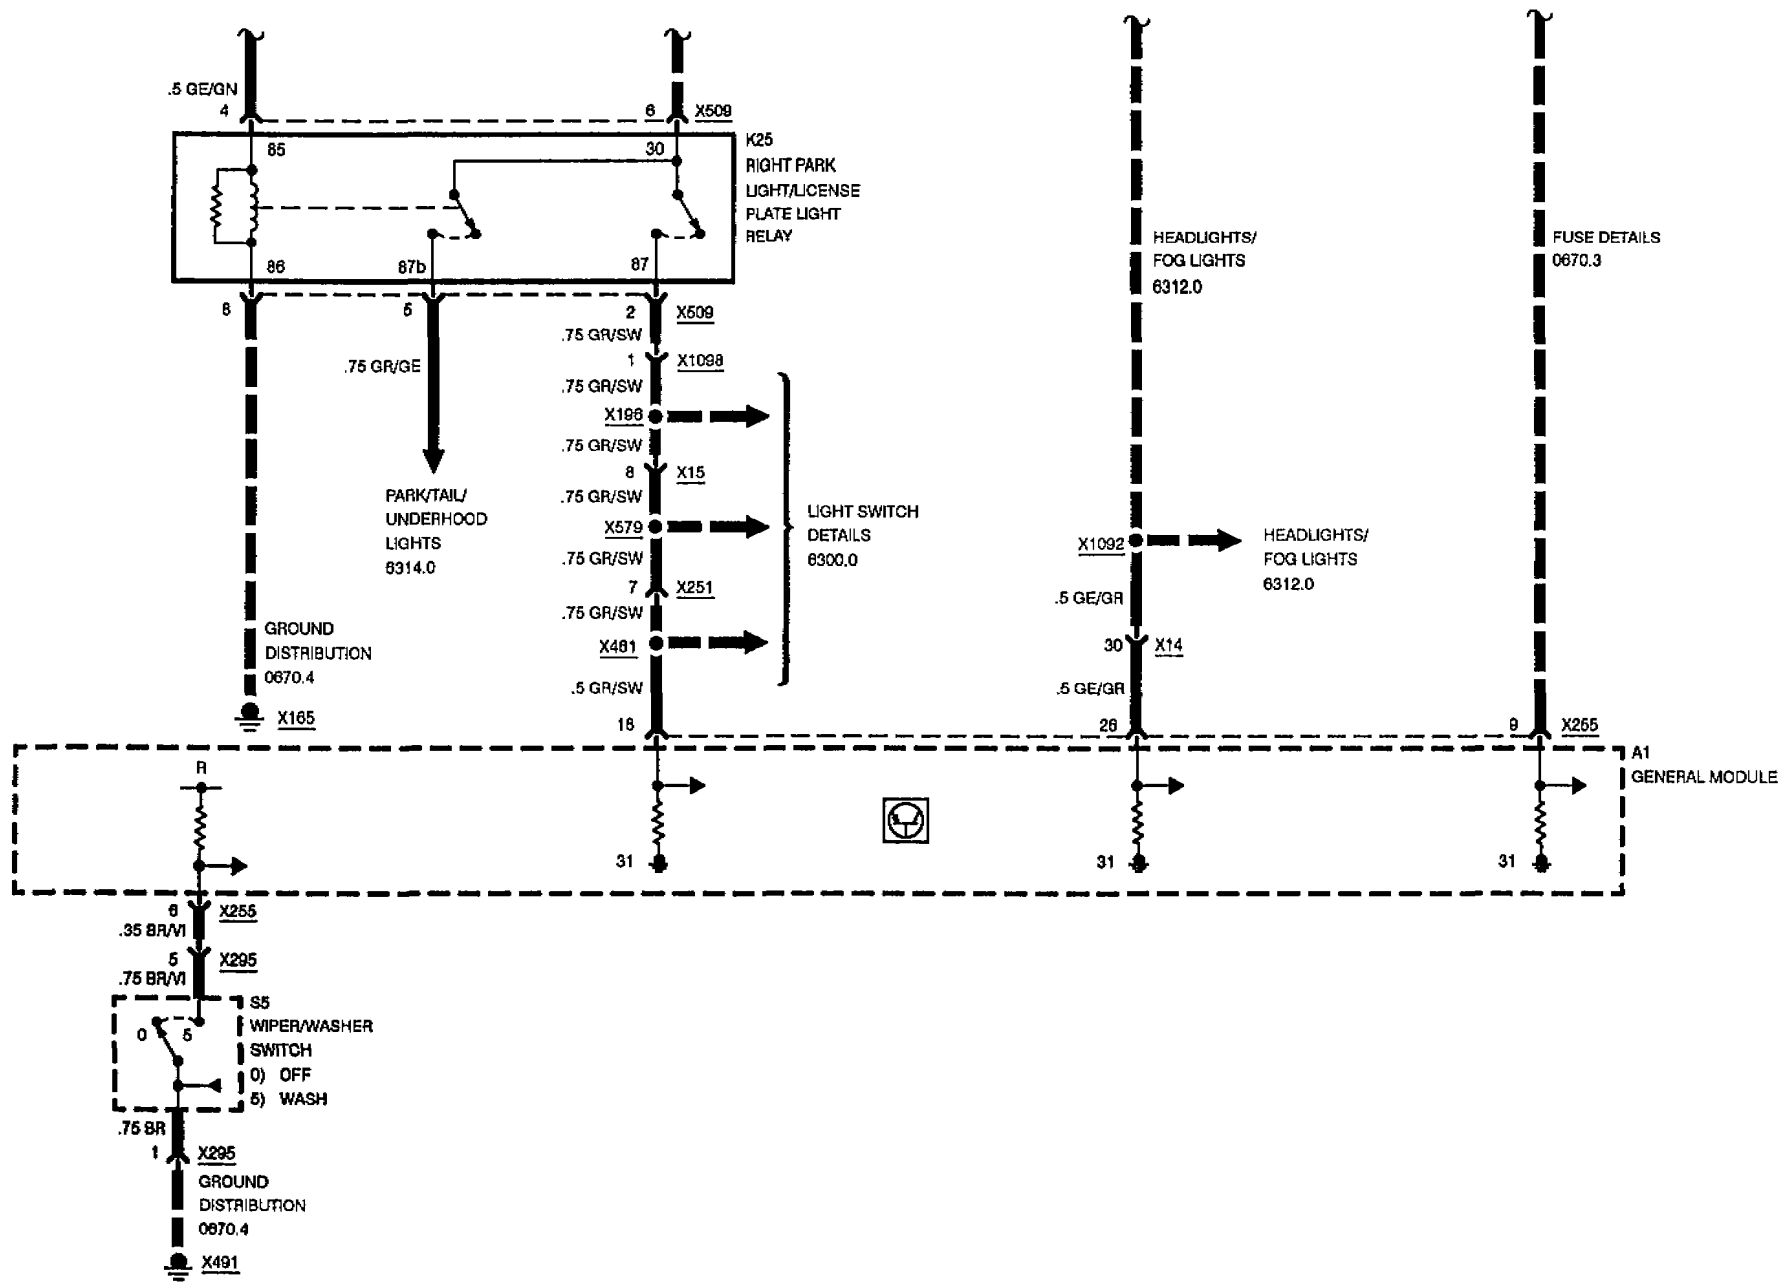 .5 GE/GN
4
6
X509
85
30
K25
RIGHT PARK
LIGHT/LICENSE
PLATE LIGHT
RELAY
86
87b
87
8
5
2
X509
.75 GR/SW
.75 GR/GE
1
X1098
.75 GR/SW
X196
.75 GR/SW
8
X15
.75 GR/SW
X579
.75 GR/SW
7
X251
.75 GR/SW
X461
.5 GR/SW
16
PARK/TAIL/
UNDERHOOD
LIGHTS
6314.0
LIGHT SWITCH
DETAILS
6300.0
GROUND
DISTRIBUTION
0670.4
X165
HEADLIGHTS/
FOG LIGHTS
6312.0
X1092
HEADLIGHTS/
FOG LIGHTS
6312.0
.5 GE/GR
30
X14
.5 GE/GR
26
FUSE DETAILS
0670.3
9
X255
A1
GENERAL MODULE
R
31
31
31
6
X255
.35 BR/VI
5
X295
.75 BR/VI
S5
WIPER/WASHER
SWITCH
0) OFF
5) WASH
0
5
.75 BR
1
X295
GROUND
DISTRIBUTION
0670.4
X491